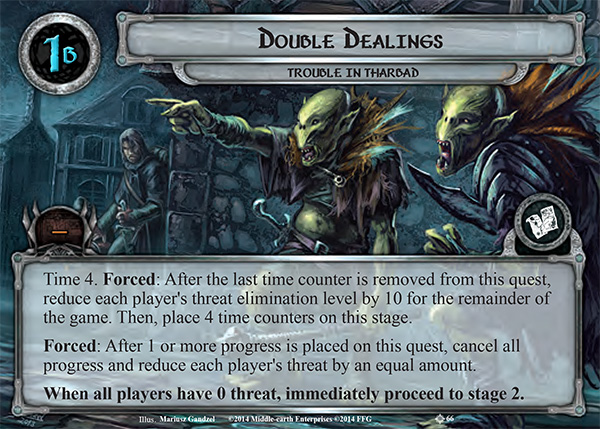 1B
DOUBLE DEALINGS
TROUBLE IN THARBAD
–
Time 4. Forced: After the last time counter is removed from this quest,
reduce each player's threat elimination level by 10 for the remainder of
the game. Then, place 4 time counters on this stage.
Forced: After 1 or more progress is placed on this quest, cancel all
progress and reduce each player's threat by an equal amount.
When all players have 0 threat, immediately proceed to stage 2.
Illus. Mariusz Gandzel ©2014 Middle-earth Enterprises ©2014 FFG 66